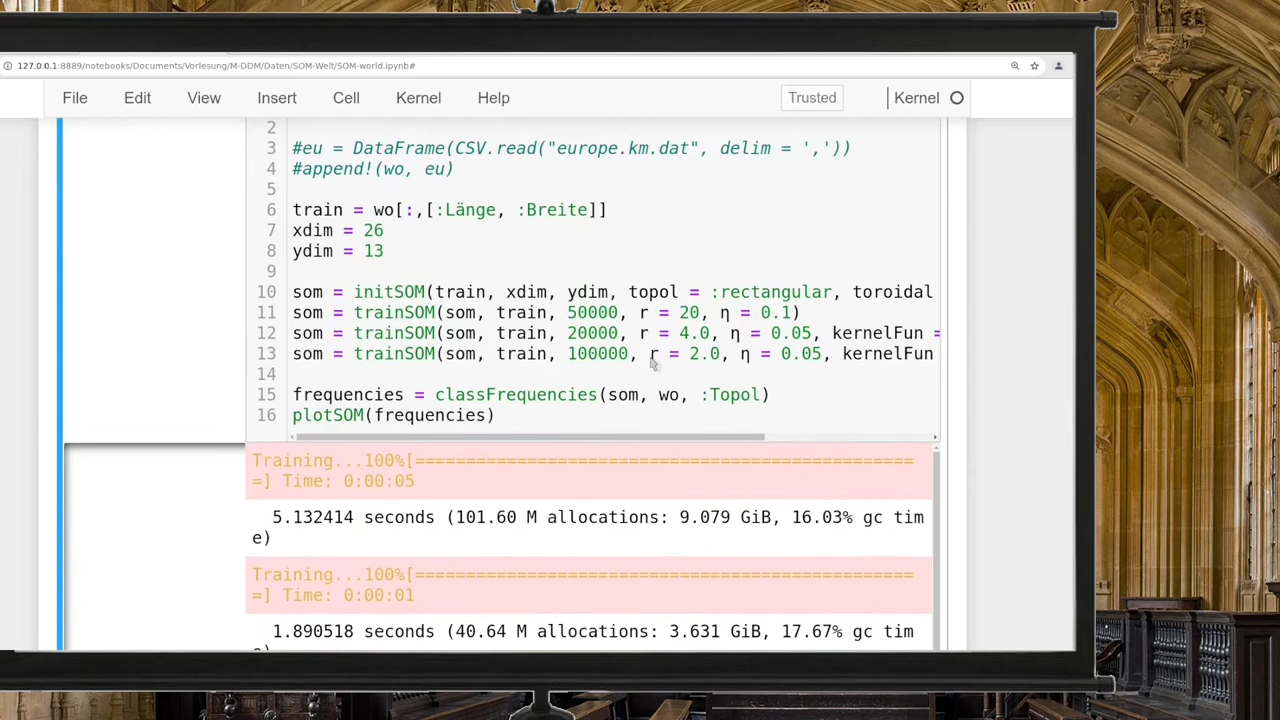 127.0.0.1:8889/notebooks/Documents/Vorlesung/M-DDM/Daten/SOM-Welt/SOM-world.ipynb#
File Edit View Insert Cell Kernel Help Trusted Kernel
2
3 #eu = DataFrame(CSV.read("europe.km.dat", delim = ','))
4 #append!(wo, eu)
5
6 train = wo[:,[:Länge, :Breite]]
7 xdim = 26
8 ydim = 13
9
10 som = initSOM(train, xdim, ydim, topol = :rectangular, toroidal
11 som = trainSOM(som, train, 50000, r = 20, η = 0.1)
12 som = trainSOM(som, train, 20000, r = 4.0, η = 0.05, kernelFun =
13 som = trainSOM(som, train, 100000, r = 2.0, η = 0.05, kernelFun
14
15 frequencies = classFrequencies(som, wo, :Topol)
16 plotSOM(frequencies)
Training...100%[=================================================
=] Time: 0:00:05
5.132414 seconds (101.60 M allocations: 9.079 GiB, 16.03% gc tim
e)
Training...100%[=================================================
=] Time: 0:00:01
1.890518 seconds (40.64 M allocations: 3.631 GiB, 17.67% gc tim